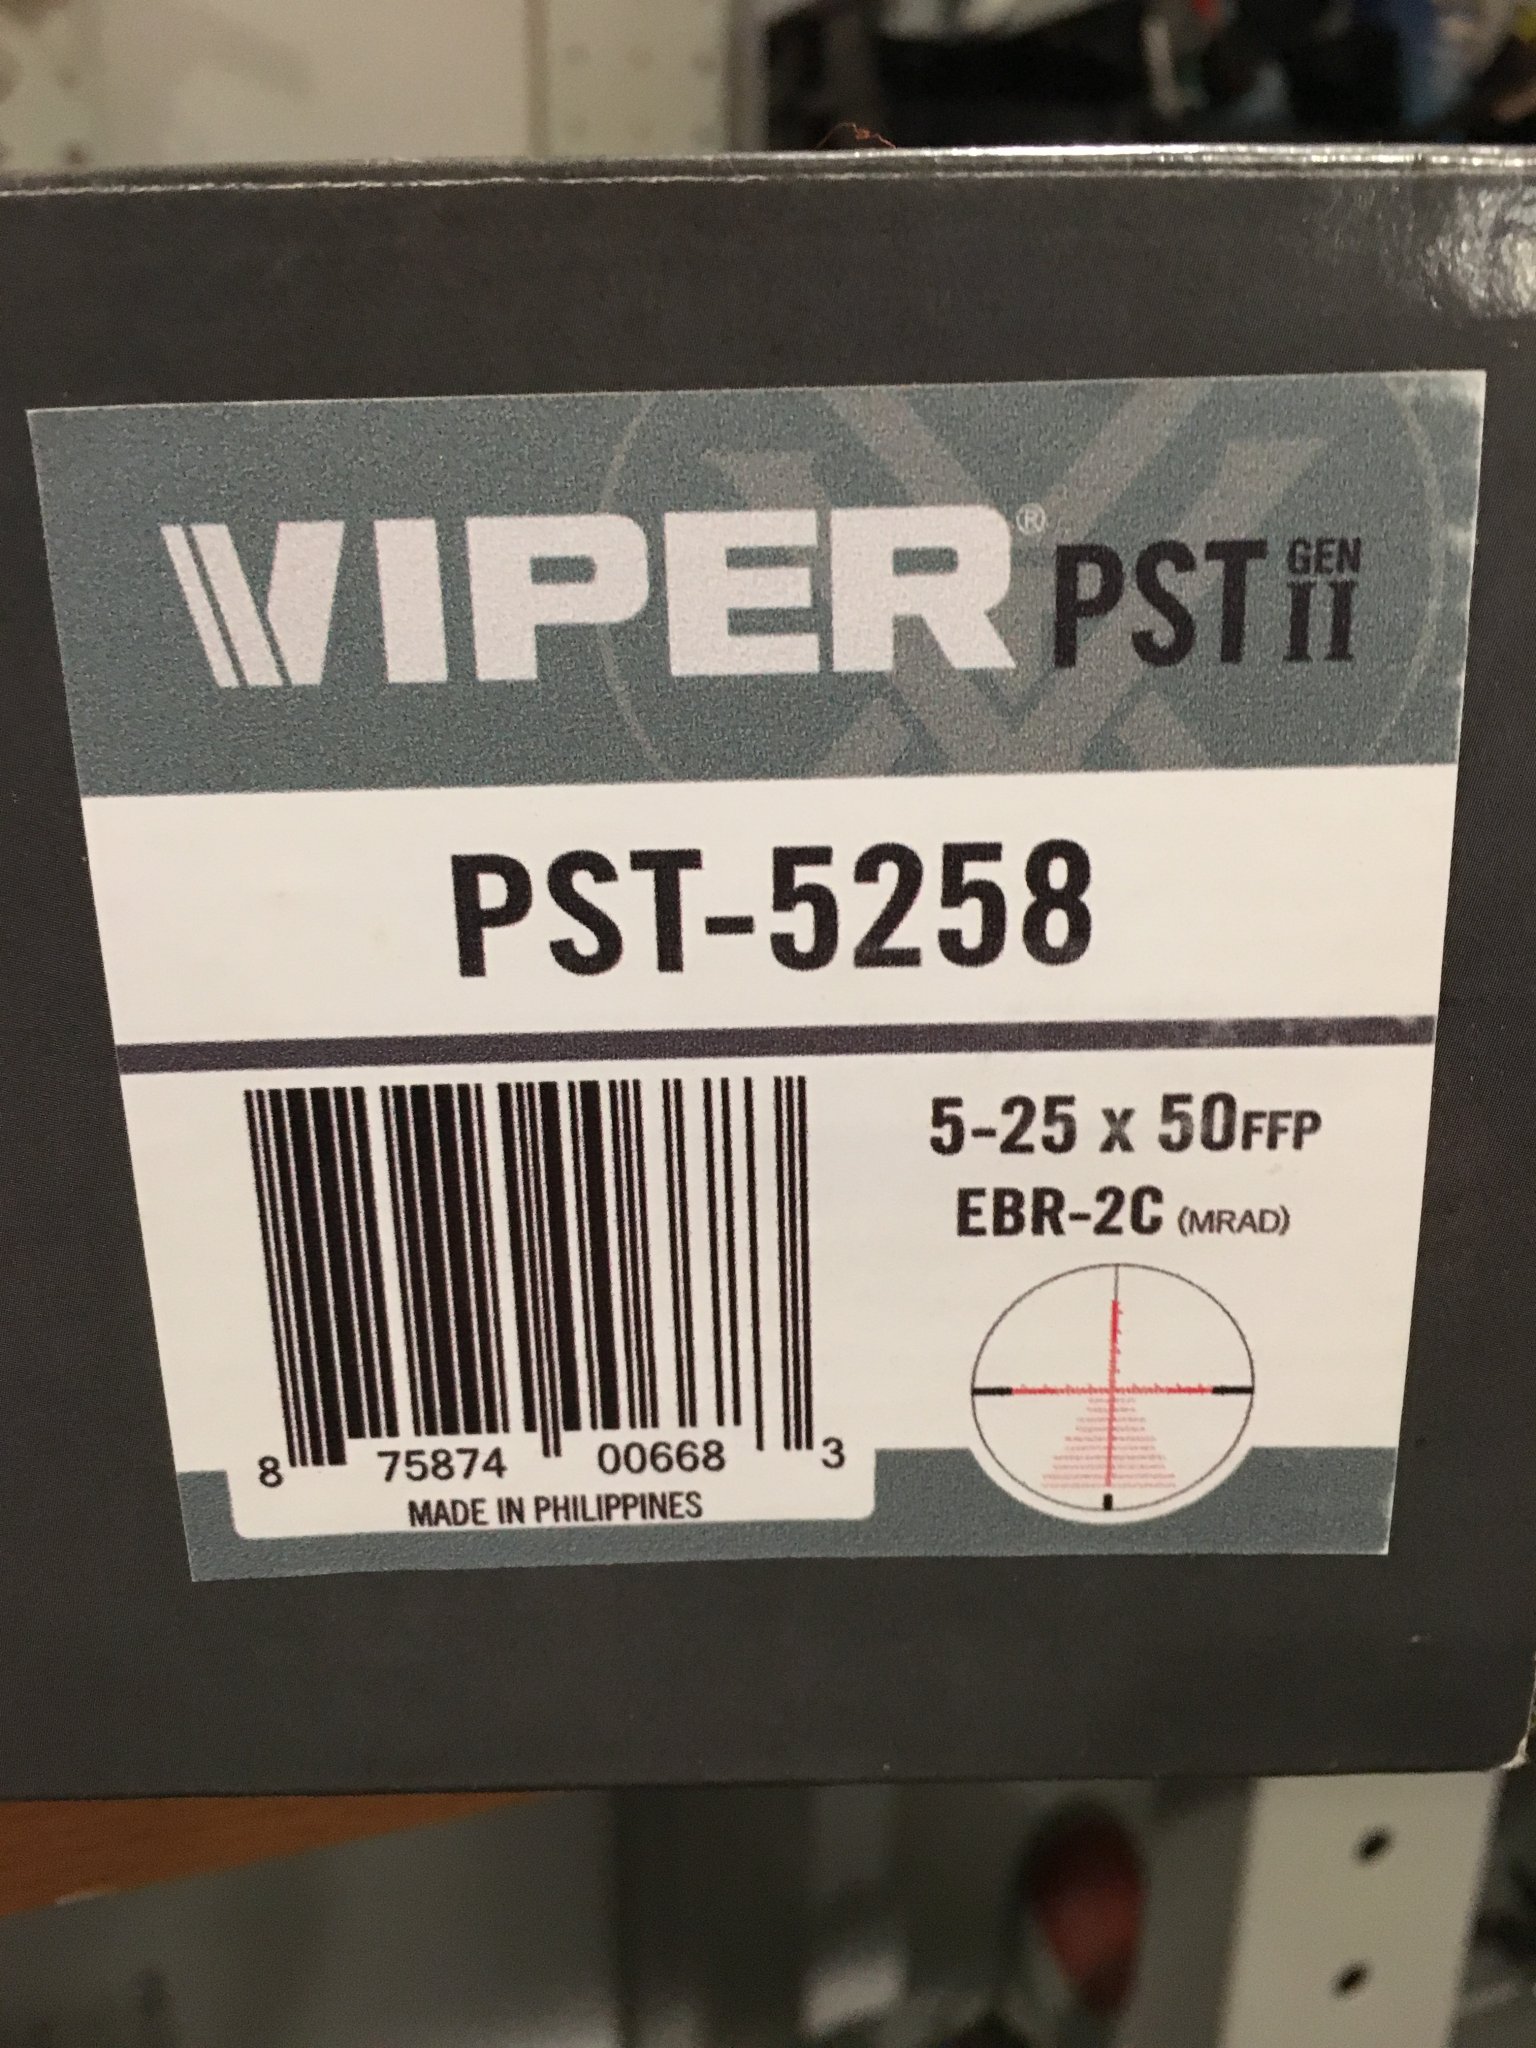 VIPER® PST GEN II
PST-5258
5-25 x 50FFP
EBR-2C (MRAD)
8 75874 00668 3
MADE IN PHILIPPINES